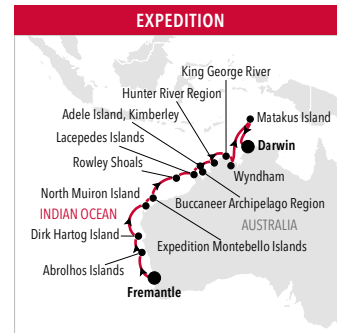 EXPEDITION
King George River
Hunter River Region
Adele Island, Kimberley
Matakus Island
Lacepedes Islands
Darwin
Rowley Shoals
Wyndham
North Muiron Island
Buccaneer Archipelago Region
INDIAN OCEAN
AUSTRALIA
Dirk Hartog Island
Expedition Montebello Islands
Abrolhos Islands
Fremantle